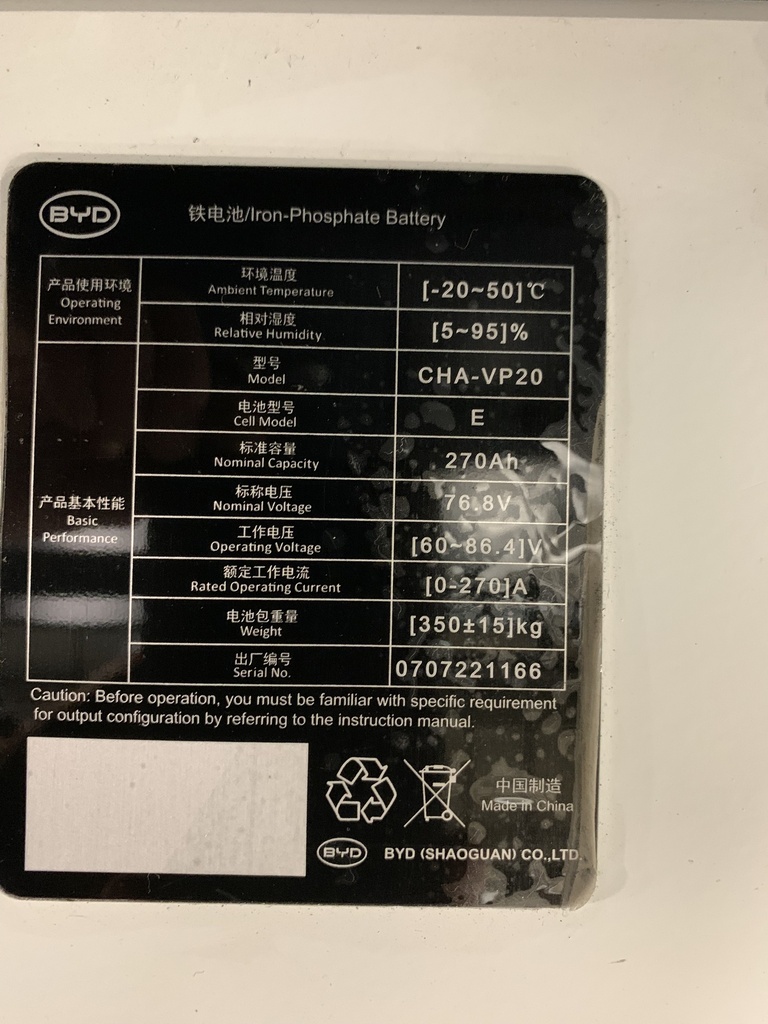 BYD
铁电池/Iron-Phosphate Battery
产品使用环境
Operating
Environment
环境温度
Ambient Temperature
[-20~50]℃
相对湿度
Relative Humidity
[5~95]%
产品基本性能
Basic
Performance
型号
Model
CHA-VP20
电池型号
Cell Model
E
标准容量
Nominal Capacity
270Ah
标称电压
Nominal Voltage
76.8V
工作电压
Operating Voltage
[60~86.4]V
额定工作电流
Rated Operating Current
[0-270]A
电池包重量
Weight
[350±15]kg
出厂编号
Serial No.
0707221166
Caution: Before operation, you must be familiar with specific requirement
for output configuration by referring to the instruction manual.
中国制造
Made in China
BYD BYD (SHAOGUAN) CO.,LTD.